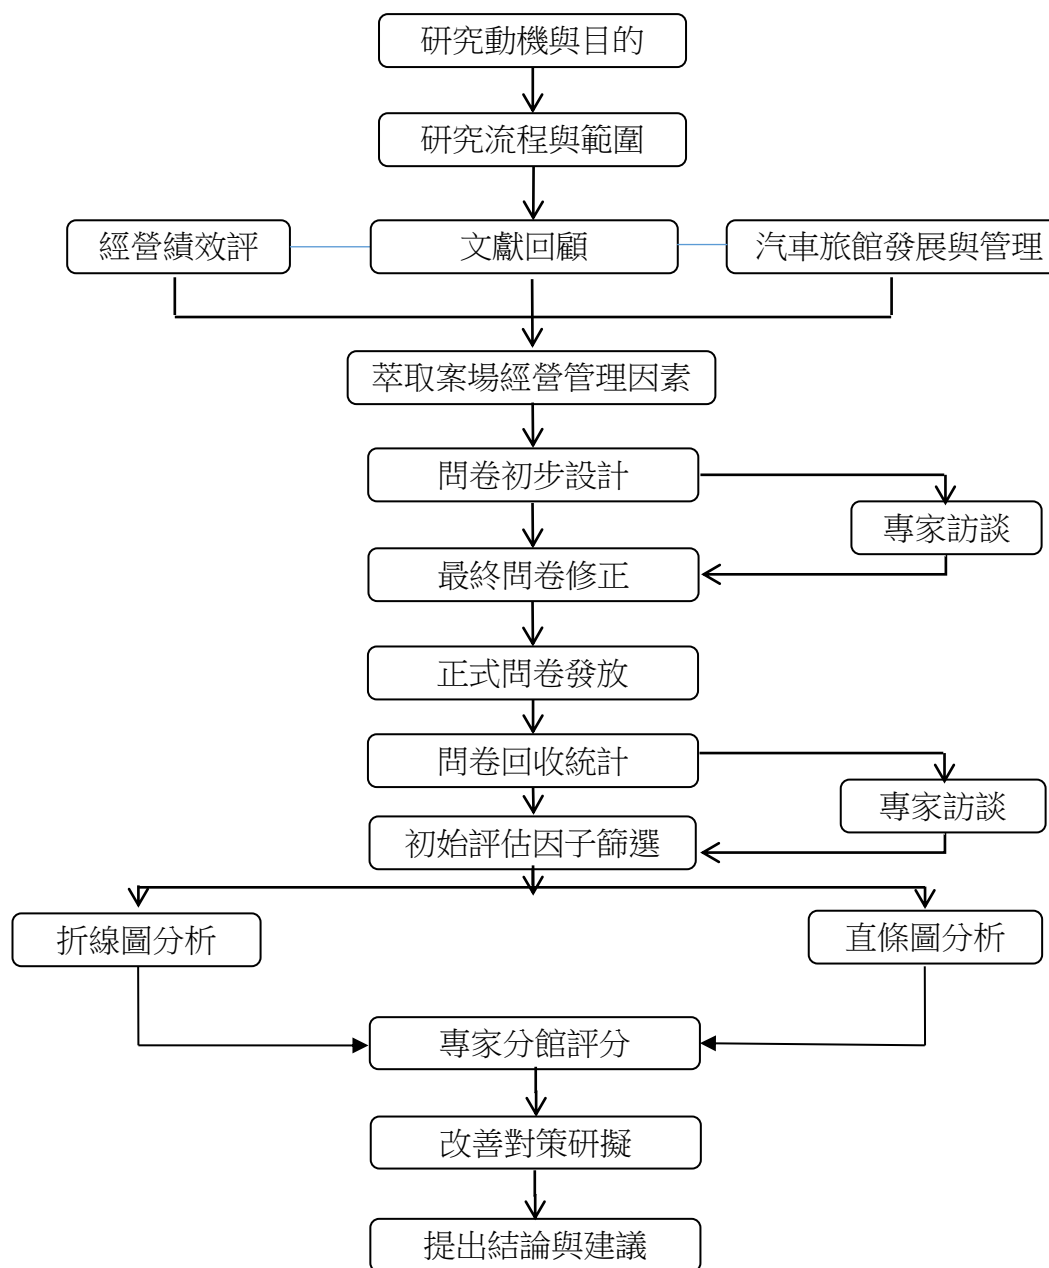 研究動機與目的
研究流程與範圍
經營績效評
文獻回顧
汽車旅館發展與管理
萃取案場經營管理因素
問卷初步設計
專家訪談
最終問卷修正
正式問卷發放
問卷回收統計
專家訪談
初始評估因子篩選
折線圖分析
直條圖分析
專家分館評分
改善對策研擬
提出結論與建議